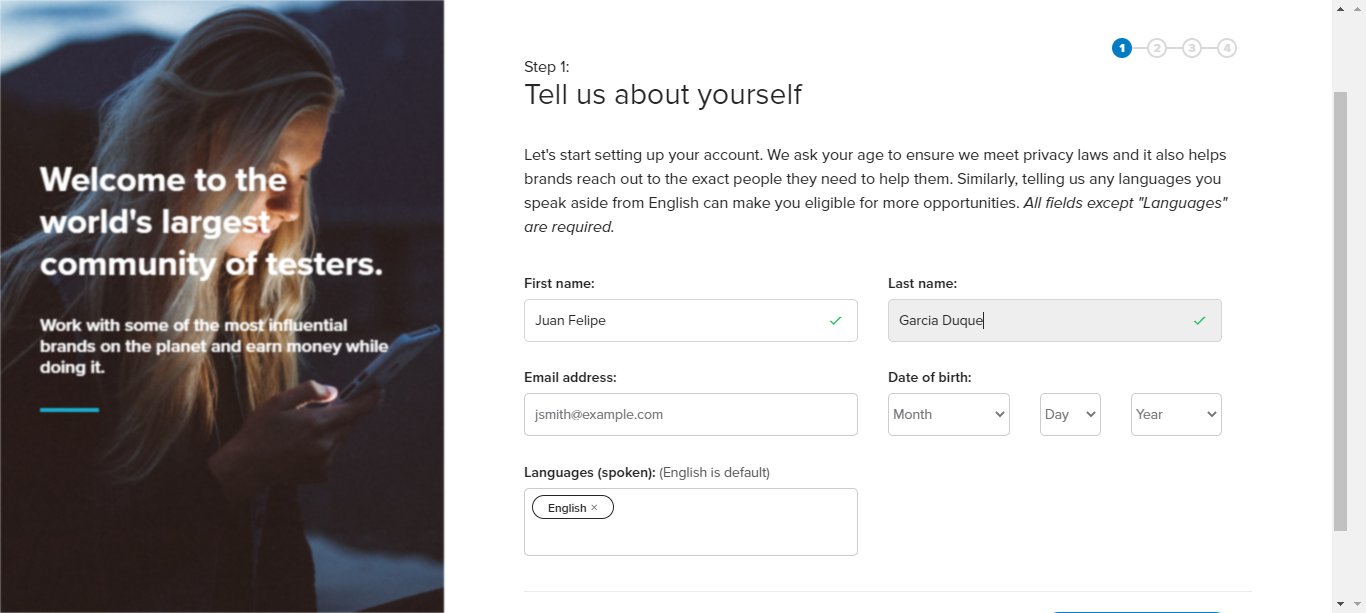 Welcome to the
world's largest
community of testers.
Work with some of the most influential
brands on the planet and earn money while
doing it.
1 2 3 4
Step 1:
Tell us about yourself
Let's start setting up your account. We ask your age to ensure we meet privacy laws and it also helps
brands reach out to the exact people they need to help them. Similarly, telling us any languages you
speak aside from English can make you eligible for more opportunities. All fields except "Languages"
are required.
First name: Last name:
Juan Felipe Garcia Duque
Email address: Date of birth:
jsmith@example.com Month Day Year
Languages (spoken): (English is default)
English ×